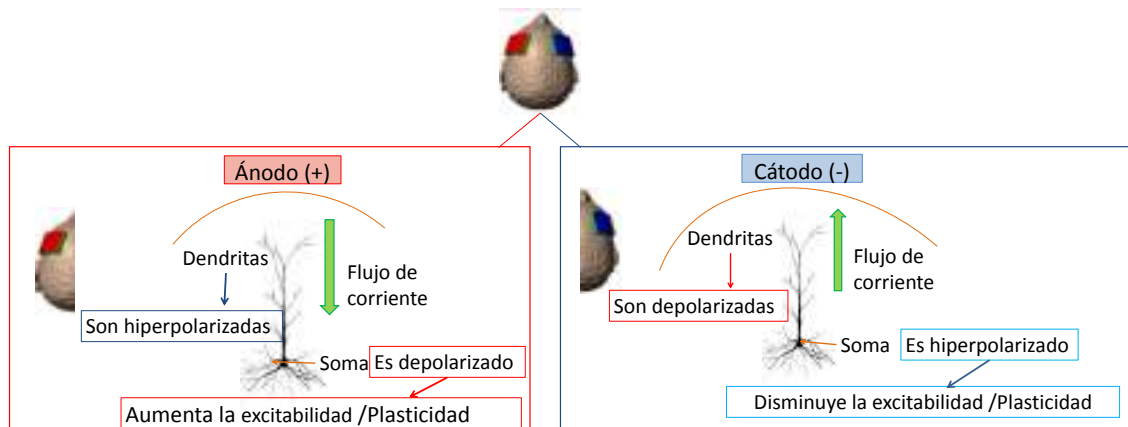 Ánodo (+)
Dendritas
Flujo de
corriente
Son hiperpolarizadas
Soma
Es depolarizado
Aumenta la excitabilidad /Plasticidad
Cátodo (-)
Dendritas
Flujo de
corriente
Son depolarizadas
Soma
Es hiperpolarizado
Disminuye la excitabilidad /Plasticidad